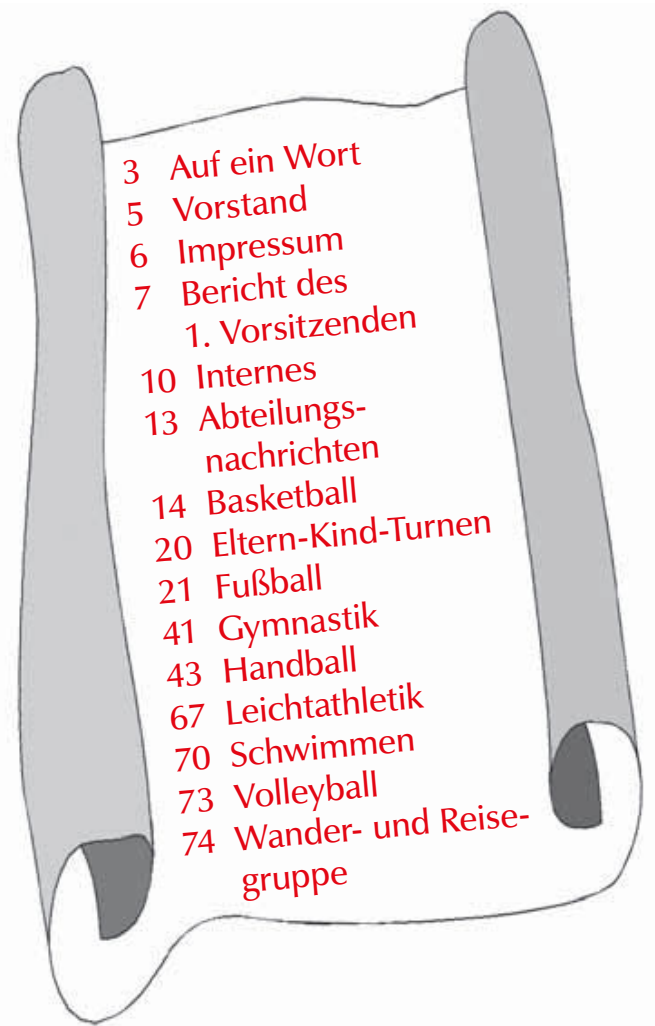 3 Auf ein Wort
5 Vorstand
6 Impressum
7 Bericht des
1. Vorsitzenden
10 Internes
13 Abteilungs-
nachrichten
14 Basketball
20 Eltern-Kind-Turnen
21 Fußball
41 Gymnastik
43 Handball
67 Leichtathletik
70 Schwimmen
73 Volleyball
74 Wander- und Reise-
gruppe